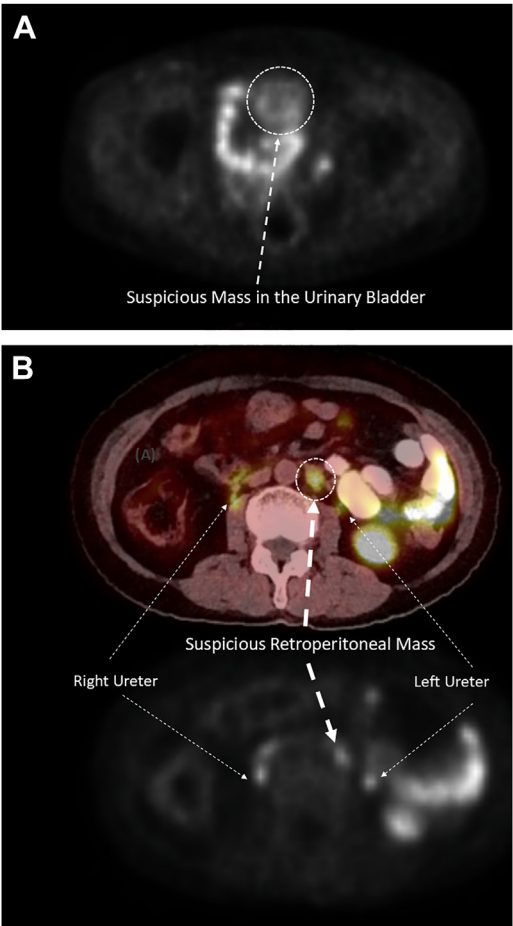 A
Suspicious Mass in the Urinary Bladder
B
(A)
Suspicious Retroperitoneal Mass
Right Ureter
Left Ureter